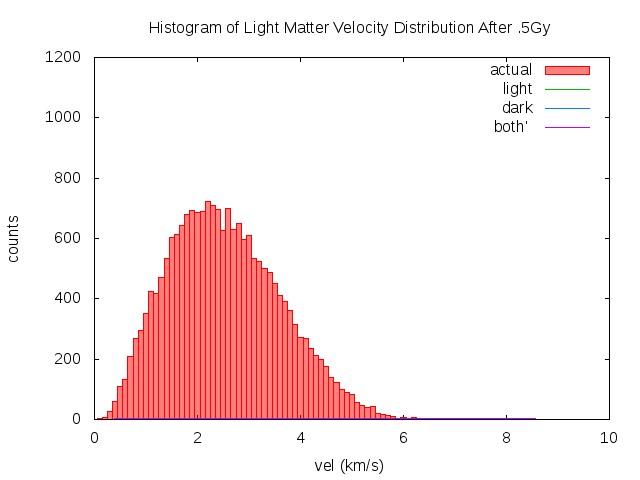 Histogram of Light Matter Velocity Distribution After .5Gy
1200
1000
800
600
400
200
0
counts
actual
light
dark
both'
0 2 4 6 8 10
vel (km/s)